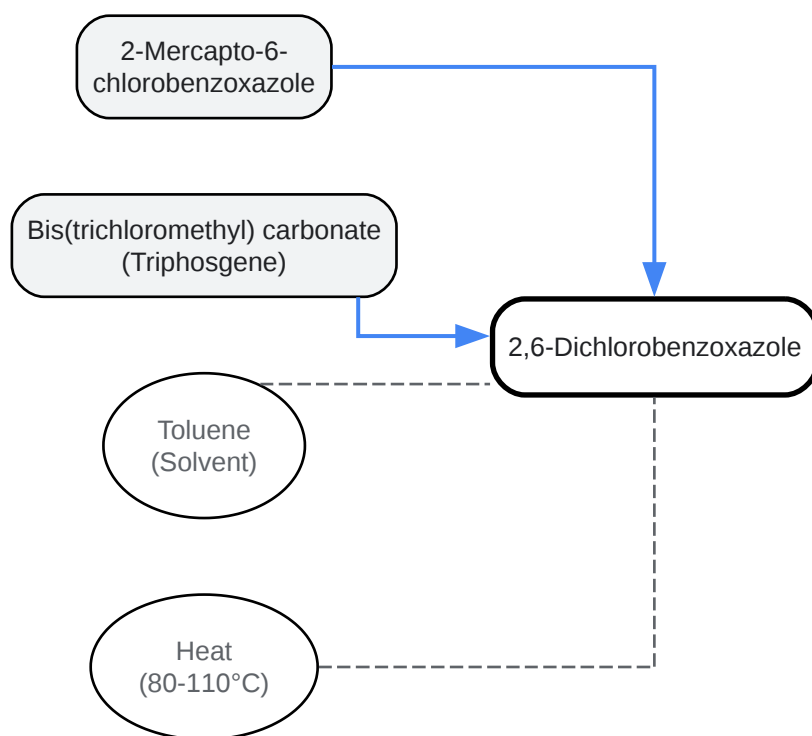 2-Mercapto-6-
chlorobenzoxazole
Bis(trichloromethyl) carbonate
(Triphosgene)
2,6-Dichlorobenzoxazole
Toluene
(Solvent)
Heat
(80-110°C)